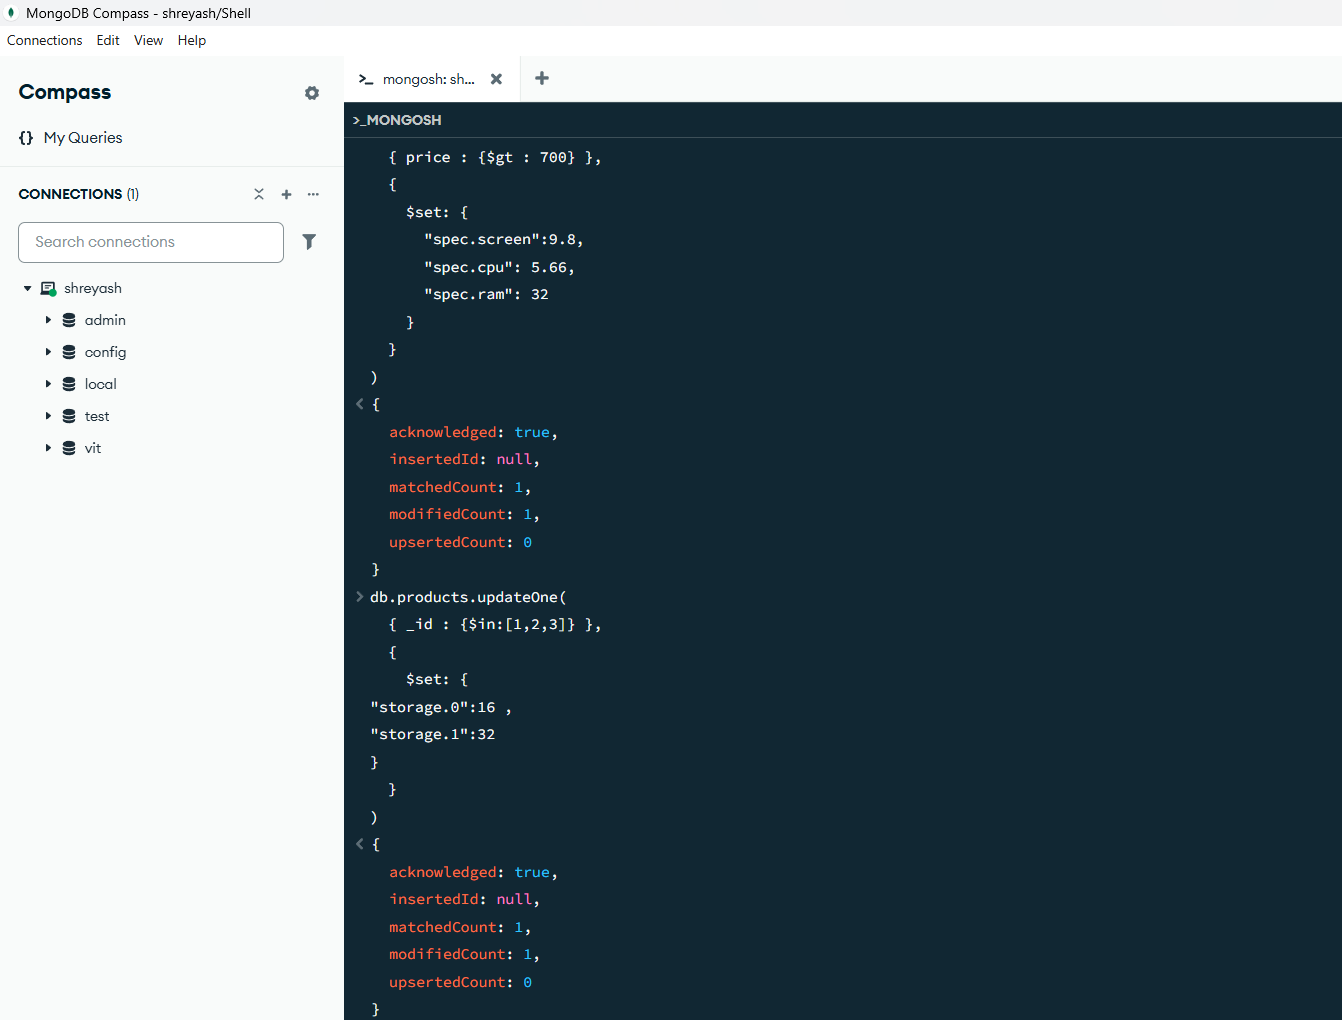 MongoDB Compass - shreyash/Shell
Connections Edit View Help
Compass
{} My Queries
CONNECTIONS (1)
Search connections
shreyash
admin
config
local
test
vit
>_ mongosh: sh...
>_MONGOSH
{ price : {$gt : 700} },
{
$set: {
"spec.screen":9.8,
"spec.cpu": 5.66,
"spec.ram": 32
}
}
)
< {
acknowledged: true,
insertedId: null,
matchedCount: 1,
modifiedCount: 1,
upsertedCount: 0
}
> db.products.updateOne(
{ _id : {$in:[1,2,3]} },
{
$set: {
"storage.0":16 ,
"storage.1":32
}
}
)
< {
acknowledged: true,
insertedId: null,
matchedCount: 1,
modifiedCount: 1,
upsertedCount: 0
}